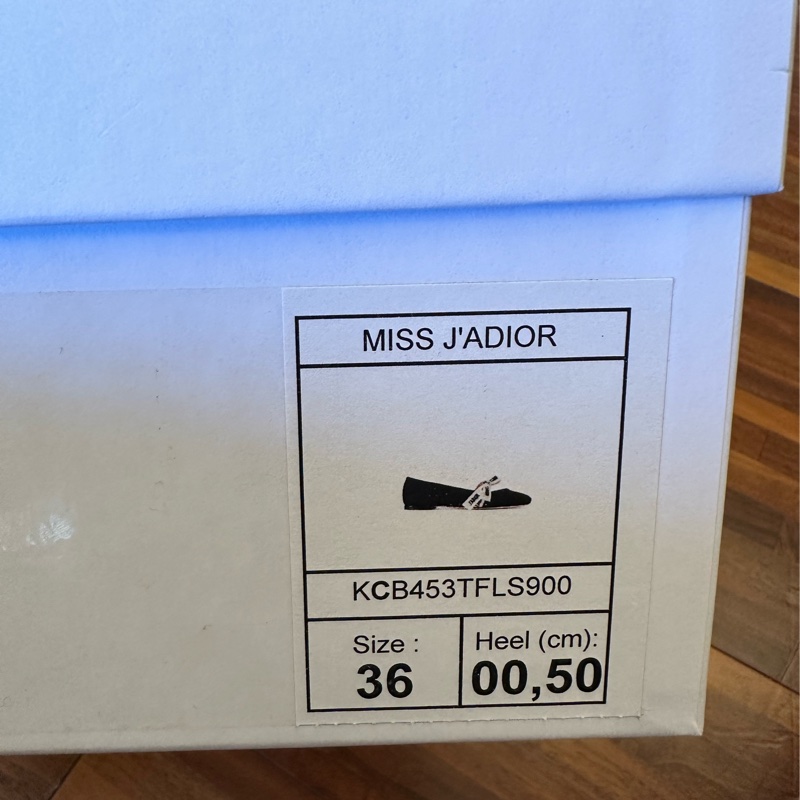 MISS J'ADIOR
KCB453TFLS900
Size :
36
Heel (cm):
00,50